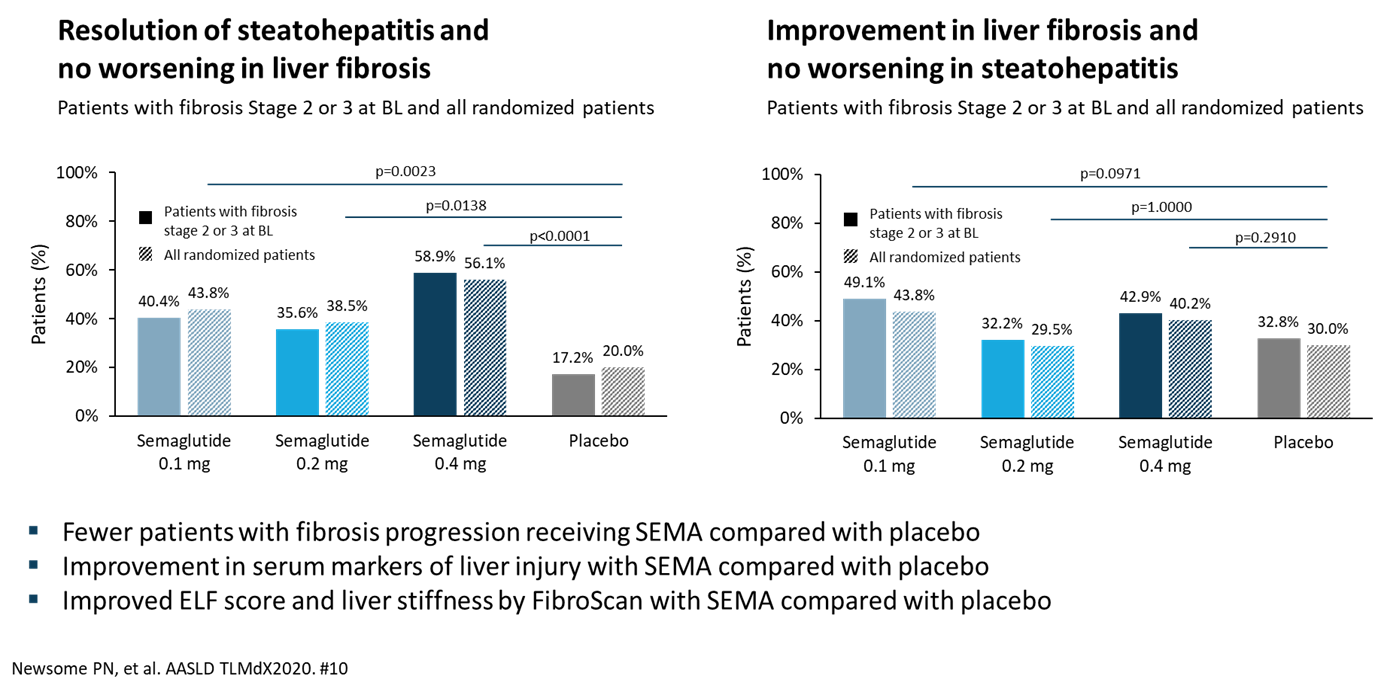 Resolution of steatohepatitis and
no worsening in liver fibrosis
Patients with fibrosis Stage 2 or 3 at BL and all randomized patients
100%
80%
60%
40%
20%
0%
Patients (%)
p=0.0023
p=0.0138
p<0.0001
Patients with fibrosis
stage 2 or 3 at BL
All randomized patients
40.4%
43.8%
35.6%
38.5%
58.9%
56.1%
17.2%
20.0%
Semaglutide
0.1 mg
Semaglutide
0.2 mg
Semaglutide
0.4 mg
Placebo
Improvement in liver fibrosis and
no worsening in steatohepatitis
Patients with fibrosis Stage 2 or 3 at BL and all randomized patients
100%
80%
60%
40%
20%
0%
Patients (%)
p=0.0971
p=1.0000
p=0.2910
Patients with fibrosis
stage 2 or 3 at BL
All randomized patients
49.1%
43.8%
32.2%
29.5%
42.9%
40.2%
32.8%
30.0%
Semaglutide
0.1 mg
Semaglutide
0.2 mg
Semaglutide
0.4 mg
Placebo
▪ Fewer patients with fibrosis progression receiving SEMA compared with placebo
▪ Improvement in serum markers of liver injury with SEMA compared with placebo
▪ Improved ELF score and liver stiffness by FibroScan with SEMA compared with placebo
Newsome PN, et al. AASLD TLMdX2020. #10